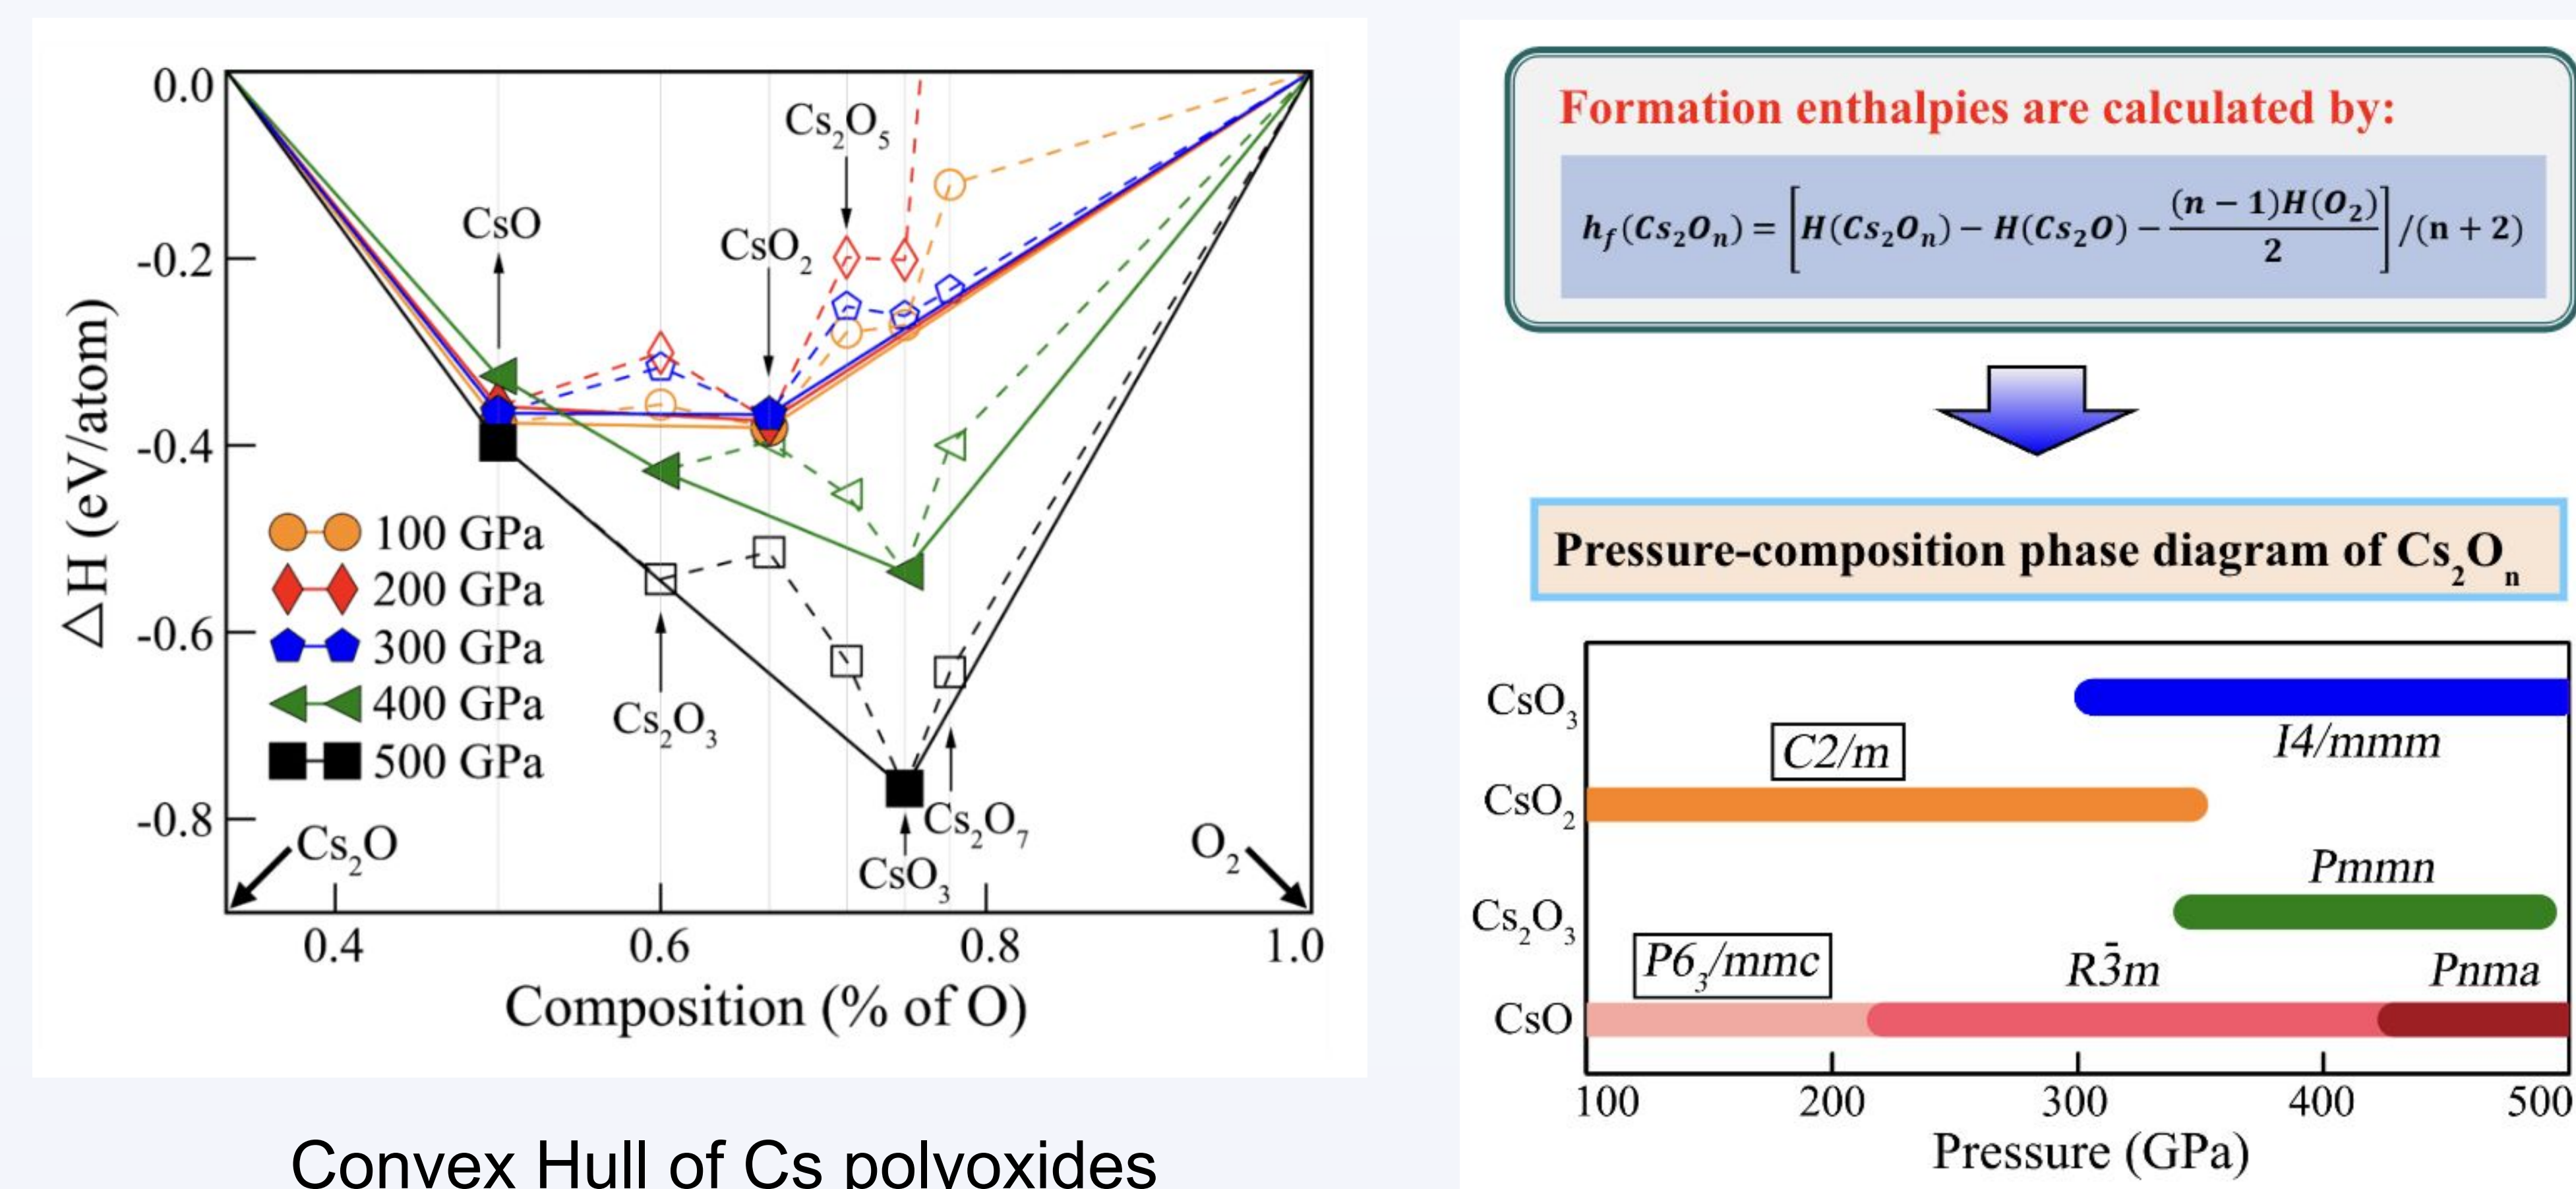 0.0
-0.2
-0.4
-0.6
-0.8
ΔH (eV/atom)
Cs₂O₅
CsO
CsO₂
100 GPa
200 GPa
300 GPa
400 GPa
500 GPa
Cs₂O₃
Cs₂O₇
CsO₃
Cs₂O
O₂
0.4
0.6
0.8
1.0
Composition (% of O)
Convex Hull of Cs polyoxides
Formation enthalpies are calculated by:
h_f(Cs₂Oₙ) = [H(Cs₂Oₙ) − H(Cs₂O) − (n − 1)H(O₂)/2]/(n + 2)
Pressure-composition phase diagram of Cs₂Oₙ
CsO₃
I4/mmm
C2/m
CsO₂
Pmmn
Cs₂O₃
P6₃/mmc
R3̄m
Pnma
CsO
100
200
300
400
500
Pressure (GPa)